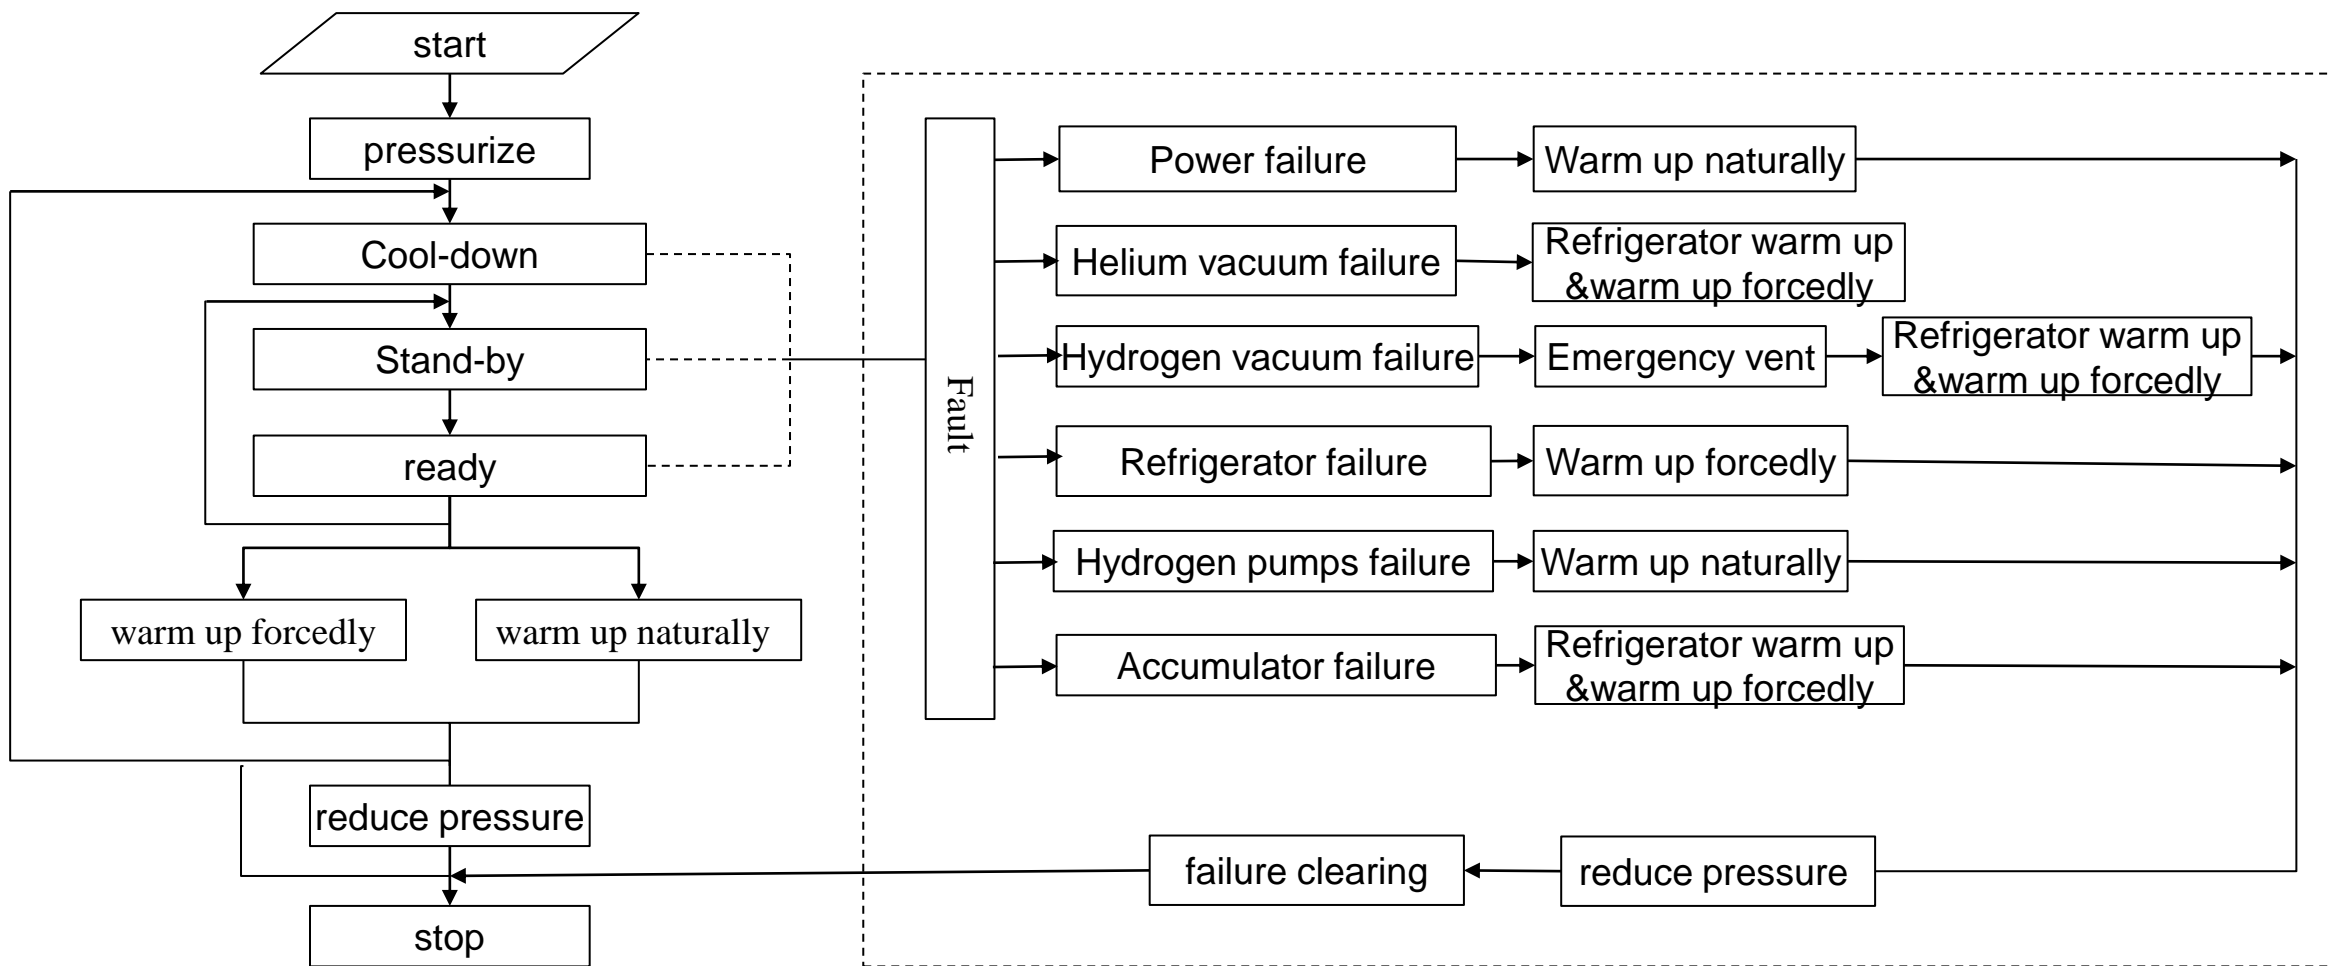 start
pressurize
Cool-down
Stand-by
ready
warm up forcedly
warm up naturally
reduce pressure
stop
Fault
Power failure
Warm up naturally
Helium vacuum failure
Refrigerator warm up
&warm up forcedly
Hydrogen vacuum failure
Emergency vent
Refrigerator warm up
&warm up forcedly
Refrigerator failure
Warm up forcedly
Hydrogen pumps failure
Warm up naturally
Accumulator failure
Refrigerator warm up
&warm up forcedly
failure clearing
reduce pressure